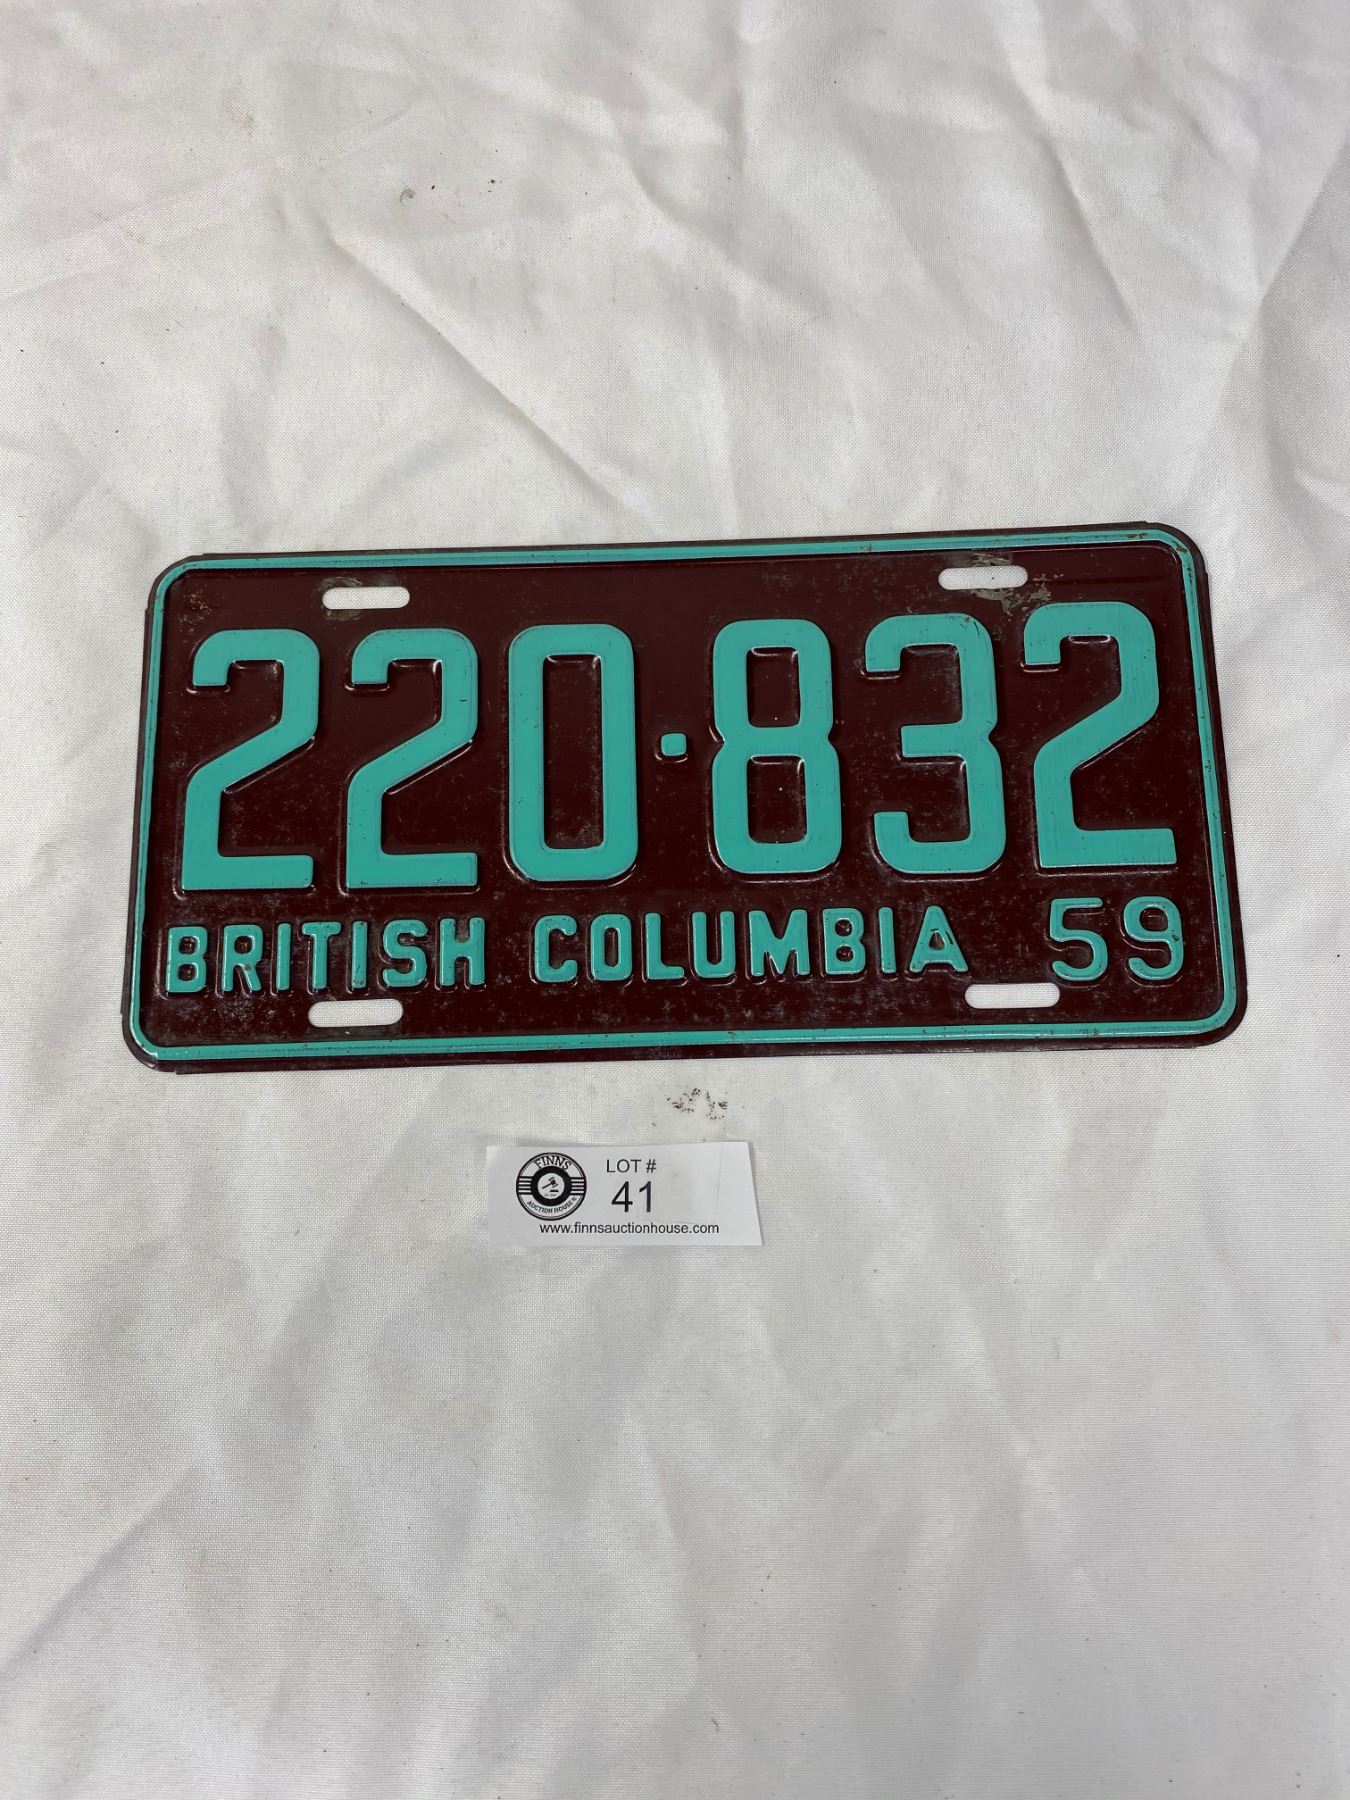 220·832
BRITISH COLUMBIA 59
FINNS
AUCTION HOUSE
LOT #
41
www.finnsauctionhouse.com